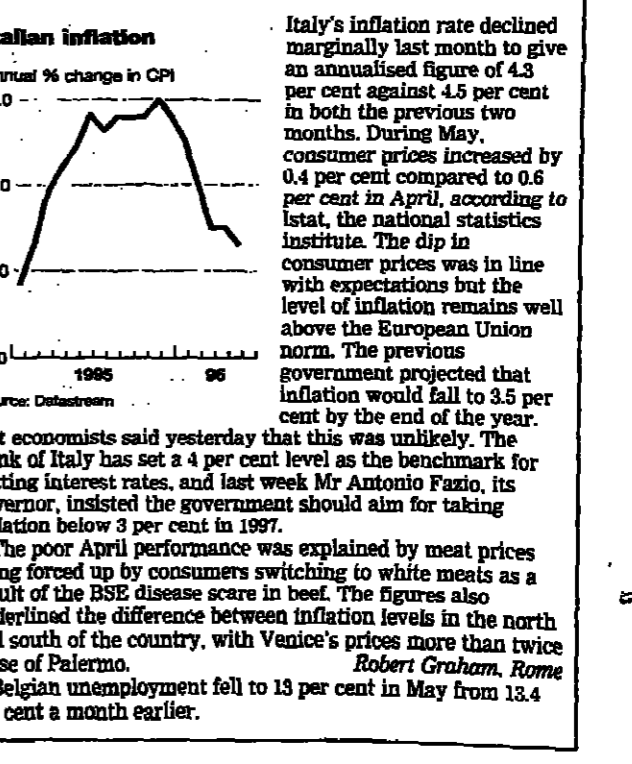 alian inflation
nnual % change in CPI
.0
0
0
0
1995 96
urce: Datastream
Italy's inflation rate declined
marginally last month to give
an annualised figure of 4.3
per cent against 4.5 per cent
in both the previous two
months. During May,
consumer prices increased by
0.4 per cent compared to 0.6
per cent in April, according to
Istat, the national statistics
institute. The dip in
consumer prices was in line
with expectations but the
level of inflation remains well
above the European Union
norm. The previous
government projected that
inflation would fall to 3.5 per
cent by the end of the year.
t economists said yesterday that this was unlikely. The
nk of Italy has set a 4 per cent level as the benchmark for
tting interest rates, and last week Mr Antonio Fazio, its
vernor, insisted the government should aim for taking
lation below 3 per cent in 1997.
The poor April performance was explained by meat prices
ng forced up by consumers switching to white meats as a
ult of the BSE disease scare in beef. The figures also
derlined the difference between inflation levels in the north
l south of the country, with Venice's prices more than twice
se of Palermo. Robert Graham, Rome
Belgian unemployment fell to 13 per cent in May from 13.4
cent a month earlier.